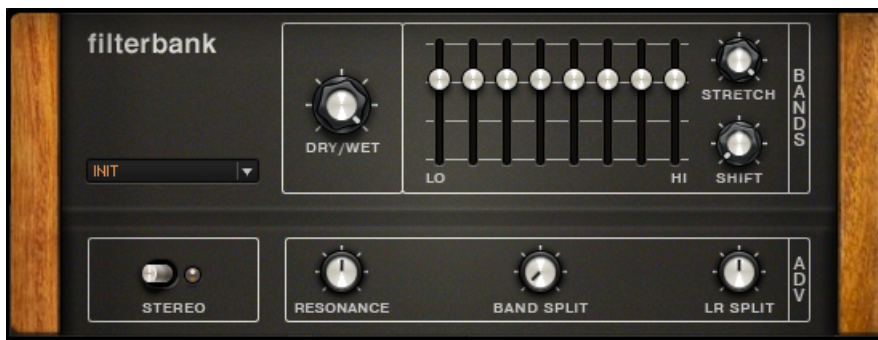 filterbank
INIT
DRY/WET
LO
HI
STRETCH
SHIFT
BANDS
STEREO
RESONANCE
BAND SPLIT
LR SPLIT
ADV